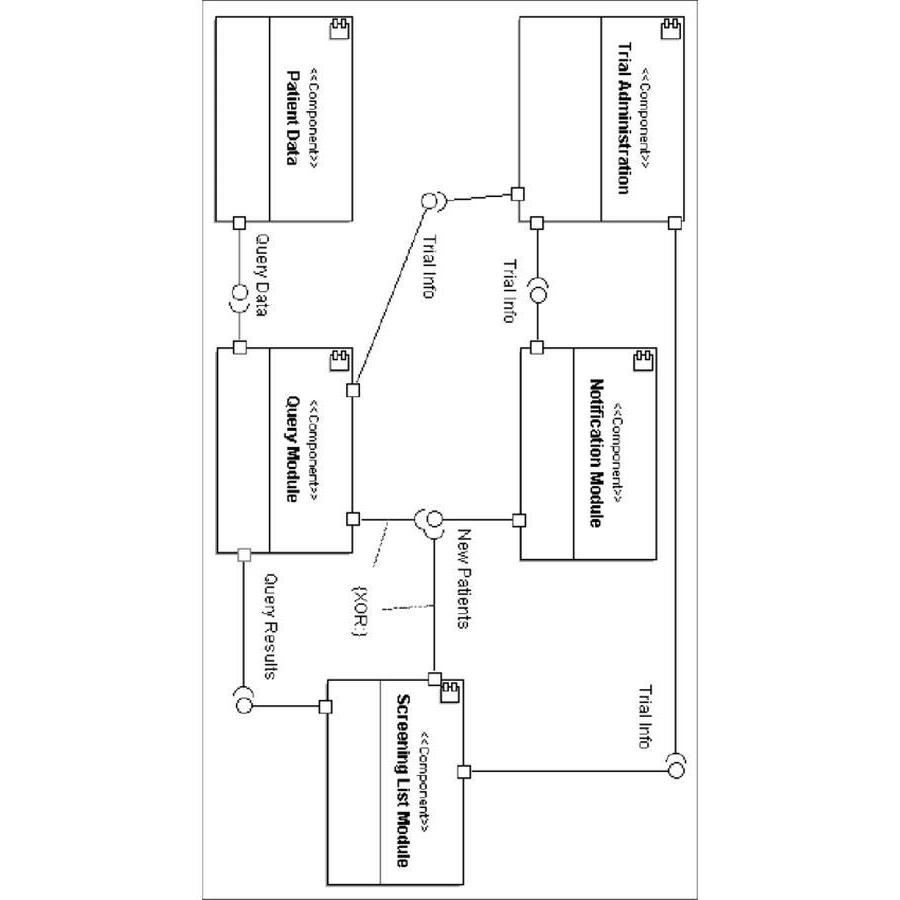 <<Component>>
Trial Administration
<<Component>>
Notification Module
Trial Info
Trial Info
Trial Info
New Patients
{XOR:}
<<Component>>
Screening List Module
<<Component>>
Patient Data
Query Data
<<Component>>
Query Module
Query Results